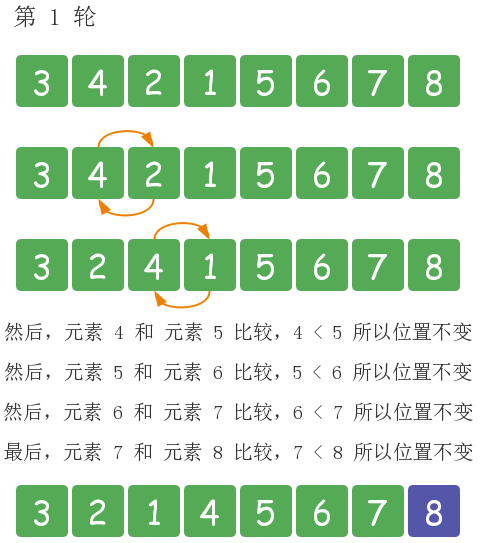 第 1 轮
3 4 2 1 5 6 7 8
3 4 2 1 5 6 7 8
3 2 4 1 5 6 7 8
然后，元素 4 和 元素 5 比较，4 < 5 所以位置不变
然后，元素 5 和 元素 6 比较，5 < 6 所以位置不变
然后，元素 6 和 元素 7 比较，6 < 7 所以位置不变
最后，元素 7 和 元素 8 比较，7 < 8 所以位置不变
3 2 1 4 5 6 7 8